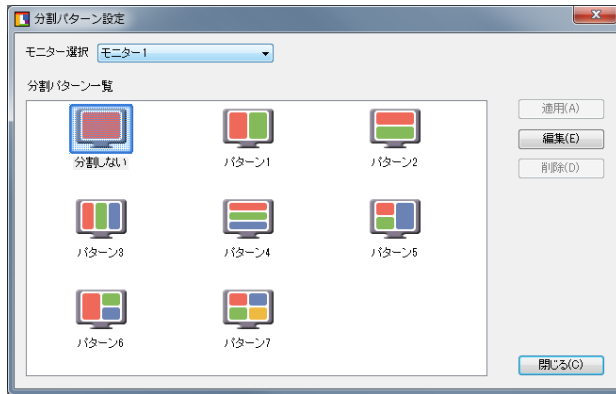 分割パターン設定
モニター選択 モニター1
分割パターン一覧
分割しない パターン1 パターン2
パターン3 パターン4 パターン5
パターン6 パターン7
適用(A)
編集(E)
削除(D)
閉じる(C)